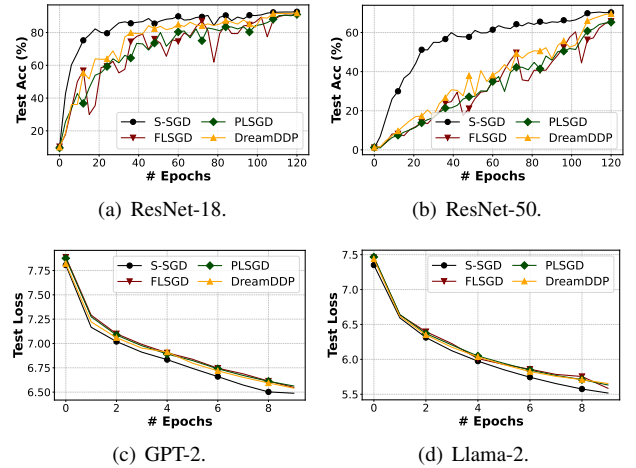 Test Acc (%)
80
60
40
20
S-SGD
FLSGD
PLSGD
DreamDDP
0 20 40 60 80 100 120
# Epochs
(a) ResNet-18.
Test Acc (%)
60
40
20
0
S-SGD
FLSGD
PLSGD
DreamDDP
0 20 40 60 80 100 120
# Epochs
(b) ResNet-50.
Test Loss
7.75
7.50
7.25
7.00
6.75
6.50
S-SGD
FLSGD
PLSGD
DreamDDP
0 2 4 6 8
# Epochs
(c) GPT-2.
Test Loss
7.5
7.0
6.5
6.0
5.5
S-SGD
FLSGD
PLSGD
DreamDDP
0 2 4 6 8
# Epochs
(d) Llama-2.